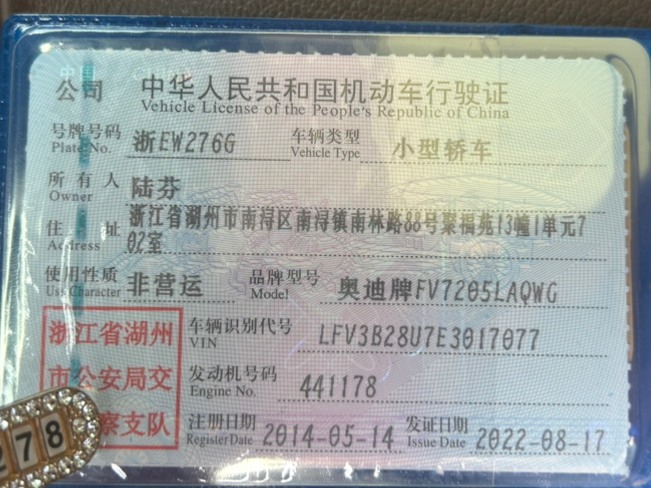 公司 中华人民共和国机动车行驶证
Vehicle License of the People's Republic of China
号牌号码 浙EW276G 车辆类型 小型轿车
Plate No. Vehicle Type
所有人 陆芬
Owner
住址 浙江省湖州市南浔区南浔镇南林路88号聚福苑13幢1单元7
Address 02室
使用性质 非营运 品牌型号 奥迪牌FV7205LAQWG
Use Character Model
浙江省湖州 车辆识别代号 LFV3B28U7E3017077
VIN
市公安局交 发动机号码 441178
Engine No.
察支队 注册日期 2014-05-14 发证日期 2022-08-17
Register Date Issue Date
278